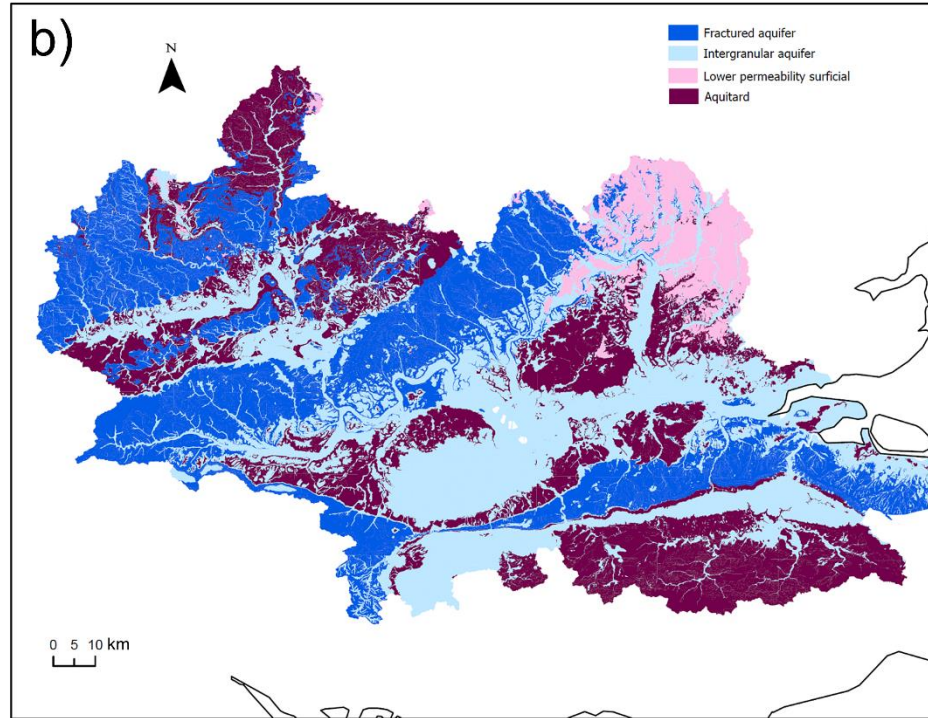 b)
N
Fractured aquifer
Intergranular aquifer
Lower permeability surficial
Aquitard
0 5 10 km